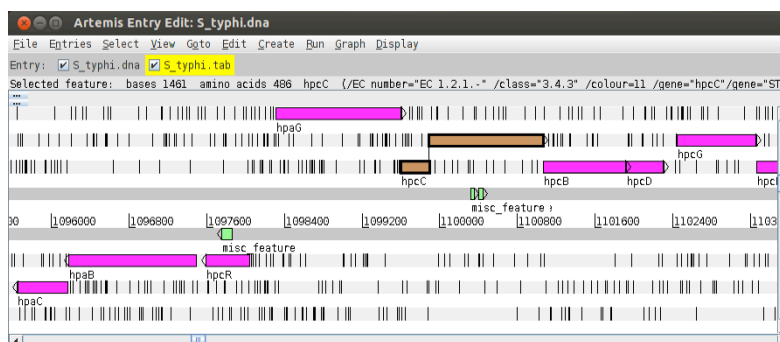 Artemis Entry Edit: S_typhi.dna
File Entries Select View Goto Edit Create Run Graph Display
Entry: S_typhi.dna S_typhi.tab
Selected feature: bases 1461 amino acids 486 hpcC (/EC_number="EC 1.2.1.-" /class="3.4.3" /colour=11 /gene="hpcC"/gene="ST
hpaG
hpcG
hpcC hpcB hpcD
misc_feature
1096000 1096800 1097600 1098400 1099200 1100000 1100800 1101600 1102400 1103
misc_feature
hpaB hpcR
hpaC